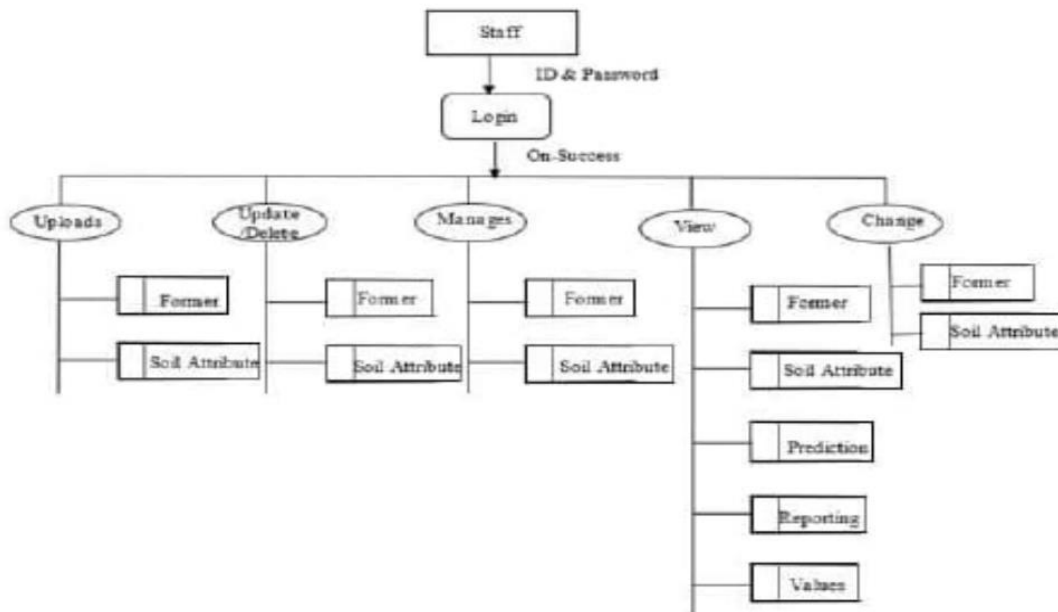 Staff
ID & Password
Login
On-Success
Uploads
Update
/Delete
Manages
View
Change
Former
Soil Attribute
Former
Soil Attribute
Former
Soil Attribute
Former
Soil Attribute
Prediction
Reporting
Values
Former
Soil Attribute